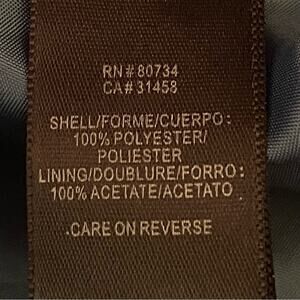 RN#80734
CA#31458
SHELL/FORME/CUERPO:
100% POLYESTER/
POLIESTER
LINING/DOUBLURE/FORRO:
100% ACETATE/ACETATO
.CARE ON REVERSE